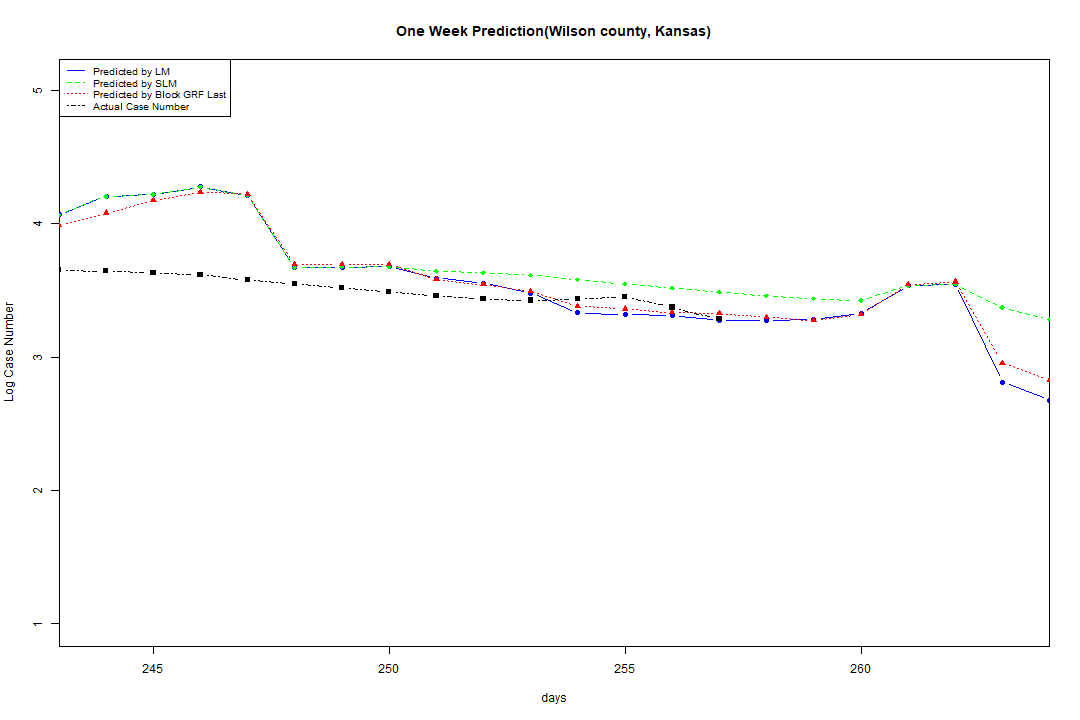 One Week Prediction(Wilson county, Kansas)
Predicted by LM
Predicted by SLM
Predicted by Block GRF Last
Actual Case Number
5
4
3
2
1
Log Case Number
245
250
255
260
days